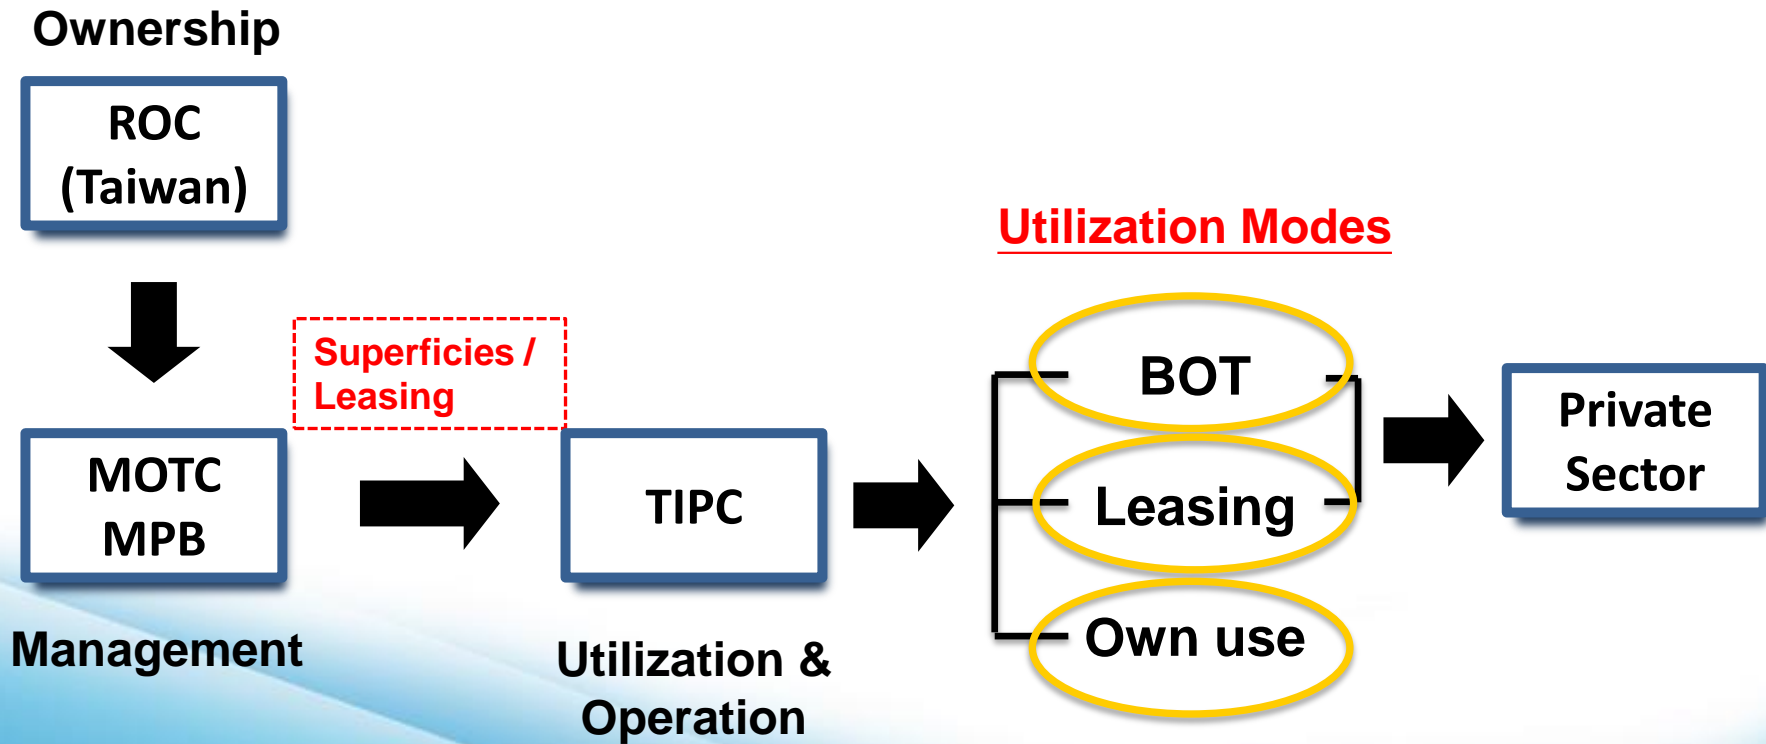 Ownership
ROC
(Taiwan)
Superficies /
Leasing
MOTC
MPB
Management
TIPC
Utilization &
Operation
Utilization Modes
BOT
Leasing
Own use
Private
Sector